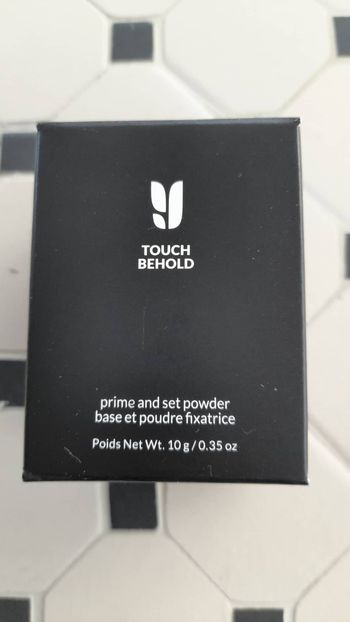 TOUCH
BEHOLD
prime and set powder
base et poudre fixatrice
Poids Net Wt. 10 g / 0.35 oz